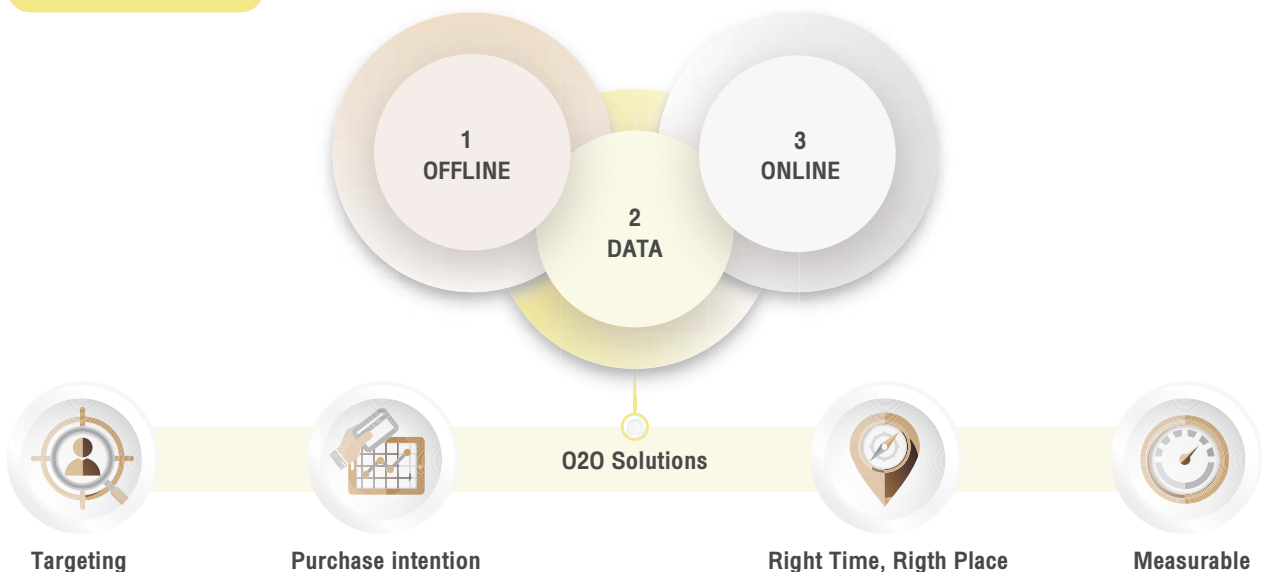 1
OFFLINE
3
ONLINE
2
DATA
O2O Solutions
Targeting
Purchase intention
Right Time, Rigth Place
Measurable